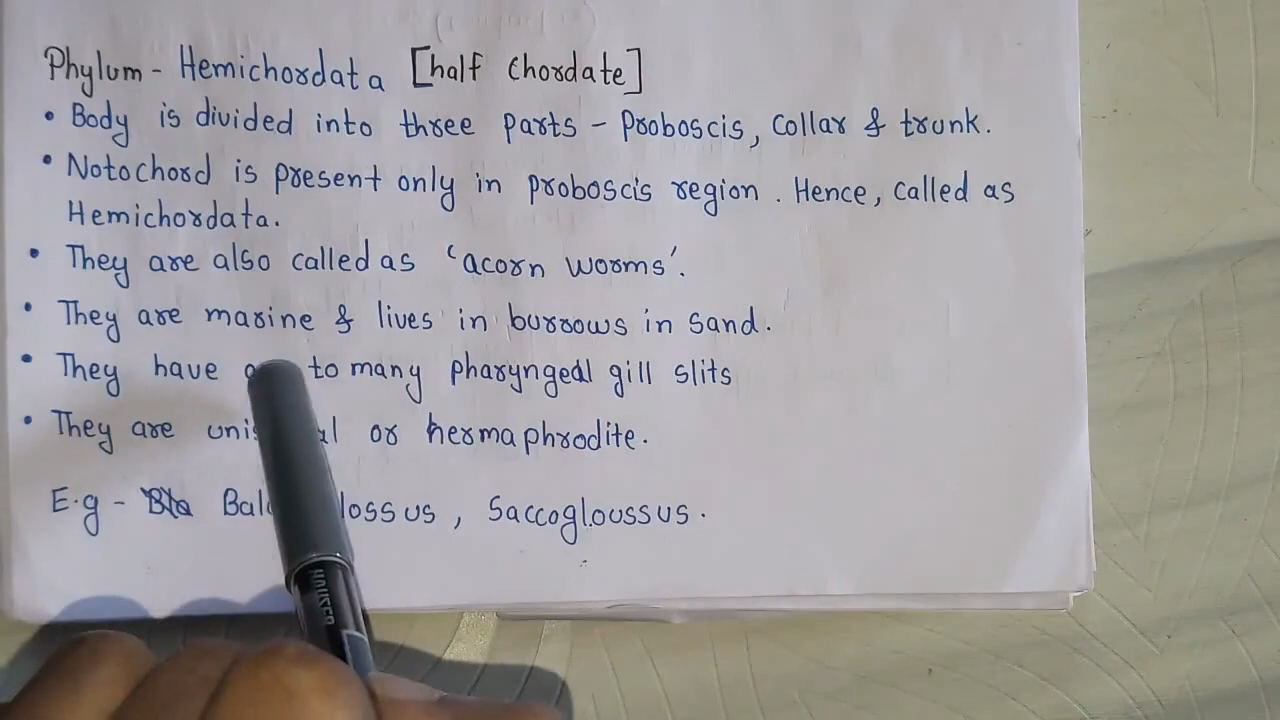 Phylum - Hemichordata [half Chordate]
• Body is divided into three parts - Proboscis, Collar & trunk.
• Notochord is present only in proboscis region. Hence, called as
Hemichordata.
• They are also called as 'acorn worms'.
• They are marine & lives in burrows in Sand.
• They have to many pharyngeal gill slits
• They are or hermaphrodite.
E.g - , Saccogloussus.
HAUSER